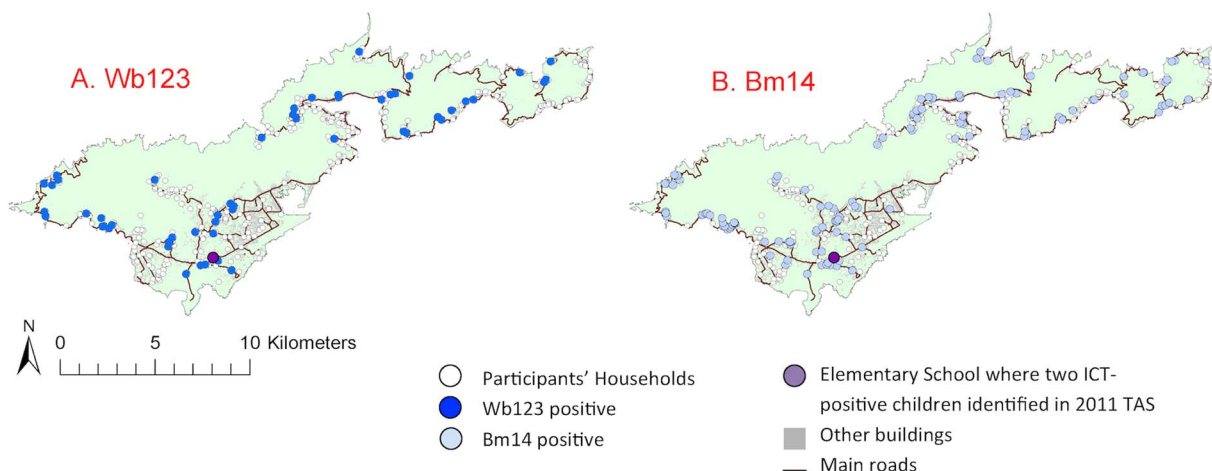 A. Wb123
B. Bm14
N
0 5 10 Kilometers
Participants' Households
Wb123 positive
Bm14 positive
Elementary School where two ICT-
positive children identified in 2011 TAS
Other buildings
Main roads